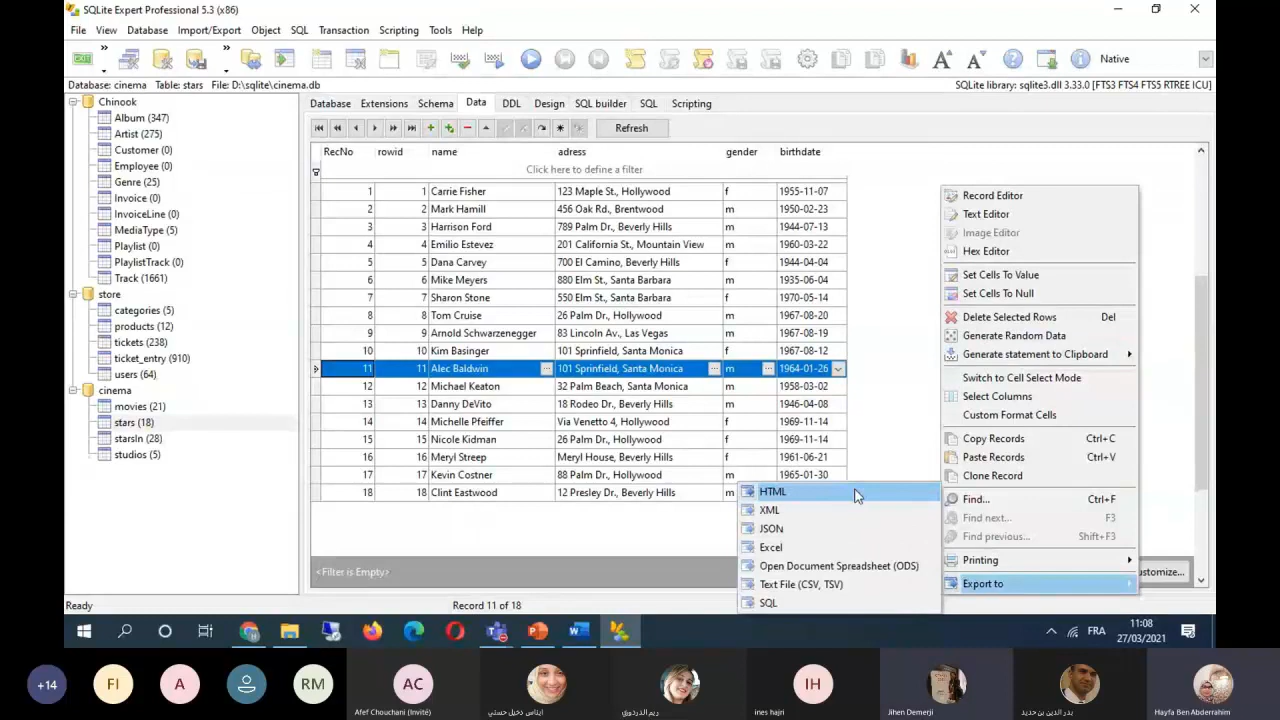 SQLite Expert Professional 5.3 (x86)
File View Database Import/Export Object SQL Transaction Scripting Tools Help
Native
Database: cinema Table: stars File: D:\sqlite\cinema.db
SQLite library: sqlite3.dll 3.33.0 [FTS3 FTS4 FTS5 RTREE ICU]
Chinook
Album (347)
Artist (275)
Customer (0)
Employee (0)
Genre (25)
Invoice (0)
InvoiceLine (0)
MediaType (5)
Playlist (0)
PlaylistTrack (0)
Track (1661)
store
categories (5)
products (12)
tickets (238)
ticket_entry (910)
users (64)
cinema
movies (21)
stars (18)
starsIn (28)
studios (5)
Database Extensions Schema Data DDL Design SQL builder SQL Scripting
Refresh
RecNo rowid name adress gender birthdate
Click here to define a filter
1 1 Carrie Fisher 123 Maple St., Hollywood f 1955-11-07
2 2 Mark Hamill 456 Oak Rd., Brentwood m 1950-02-23
3 3 Harrison Ford 789 Palm Dr., Beverly Hills m 1944-07-13
4 4 Emilio Estevez 201 California St., Mountain View m 1960-03-22
5 5 Dana Carvey 700 El Camino, Beverly Hills f 1944-04-04
6 6 Mike Meyers 880 Elm St., Santa Barbara m 1935-06-04
7 7 Sharon Stone 550 Elm St., Santa Barbara f 1970-05-14
8 8 Tom Cruise 26 Palm Dr., Beverly Hills m 1967-08-20
9 9 Arnold Schwarzenegger 83 Lincoln Av., Las Vegas m 1967-08-19
10 10 Kim Basinger 101 Sprinfield, Santa Monica f 1967-08-12
11 11 Alec Baldwin 101 Sprinfield, Santa Monica m 1964-01-26
12 12 Michael Keaton 32 Palm Beach, Santa Monica m 1958-03-02
13 13 Danny DeVito 18 Rodeo Dr., Beverly Hills m 1946-04-08
14 14 Michelle Pfeiffer Via Venetto 4, Hollywood f 1969-11-14
15 15 Nicole Kidman 26 Palm Dr., Beverly Hills f 1969-11-14
16 16 Meryl Streep Meryl House, Beverly Hills f 1961-06-21
17 17 Kevin Costner 88 Palm Dr., Hollywood m 1965-01-30
18 18 Clint Eastwood 12 Presley Dr., Beverly Hills m
<Filter is Empty>
ustomize...
Record Editor
Text Editor
Image Editor
Hex Editor
Set Cells To Value
Set Cells To Null
Delete Selected Rows Del
Generate Random Data
Generate statement to Clipboard
Switch to Cell Select Mode
Select Columns
Custom Format Cells
Copy Records Ctrl+C
Paste Records Ctrl+V
Clone Record
Find... Ctrl+F
Find next... F3
Find previous... Shift+F3
Printing
Export to
HTML
XML
JSON
Excel
Open Document Spreadsheet (ODS)
Text File (CSV, TSV)
SQL
Ready
Record 11 of 18
FRA
11:08
27/03/2021
+14 FI A RM AC IH
Afef Chouchani (Invité)
ايناس دخيل حسني
ريم الدردوري
ines hajri
Jihen Demerji
بدر الدين بن حديد
Hayfa Ben Abderrahim